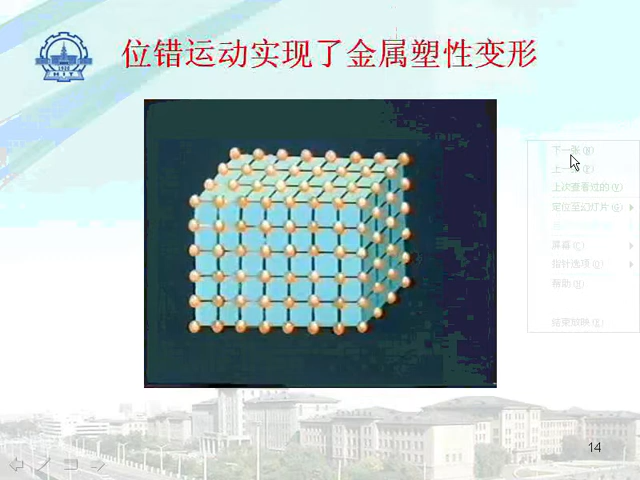 位错运动实现了金属塑性变形
HIT
下一张(N)
上一张(P)
上次查看过的(V)
定位至幻灯片(G)
屏幕(C)
指针选项(O)
帮助(H)
结束放映(E)
14